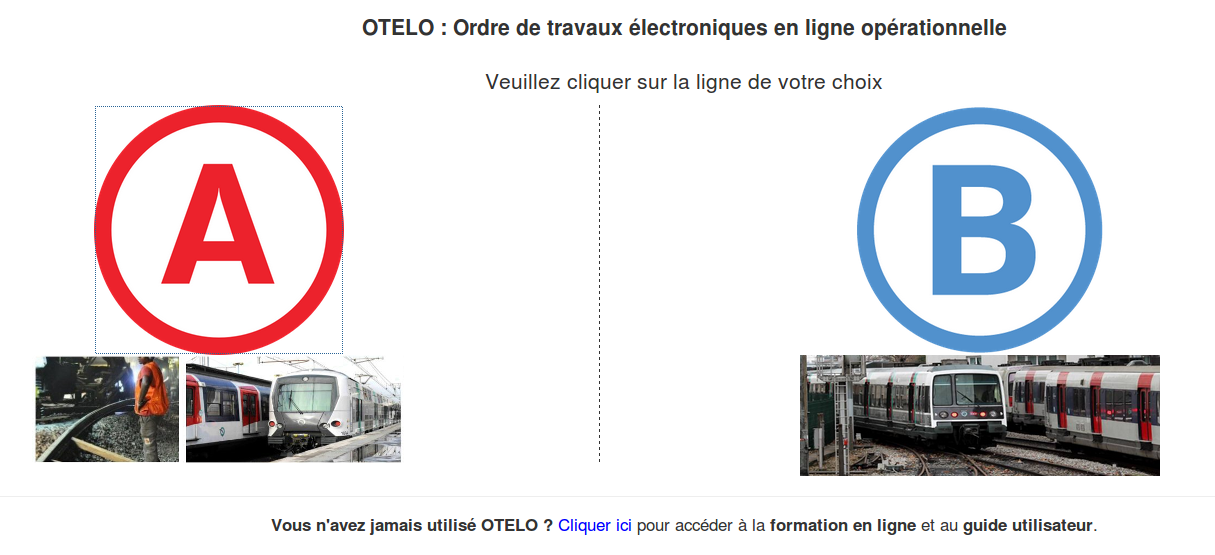 OTELO : Ordre de travaux électroniques en ligne opérationnelle
Veuillez cliquer sur la ligne de votre choix
A
B
Vous n'avez jamais utilisé OTELO ? Cliquer ici pour accéder à la formation en ligne et au guide utilisateur.